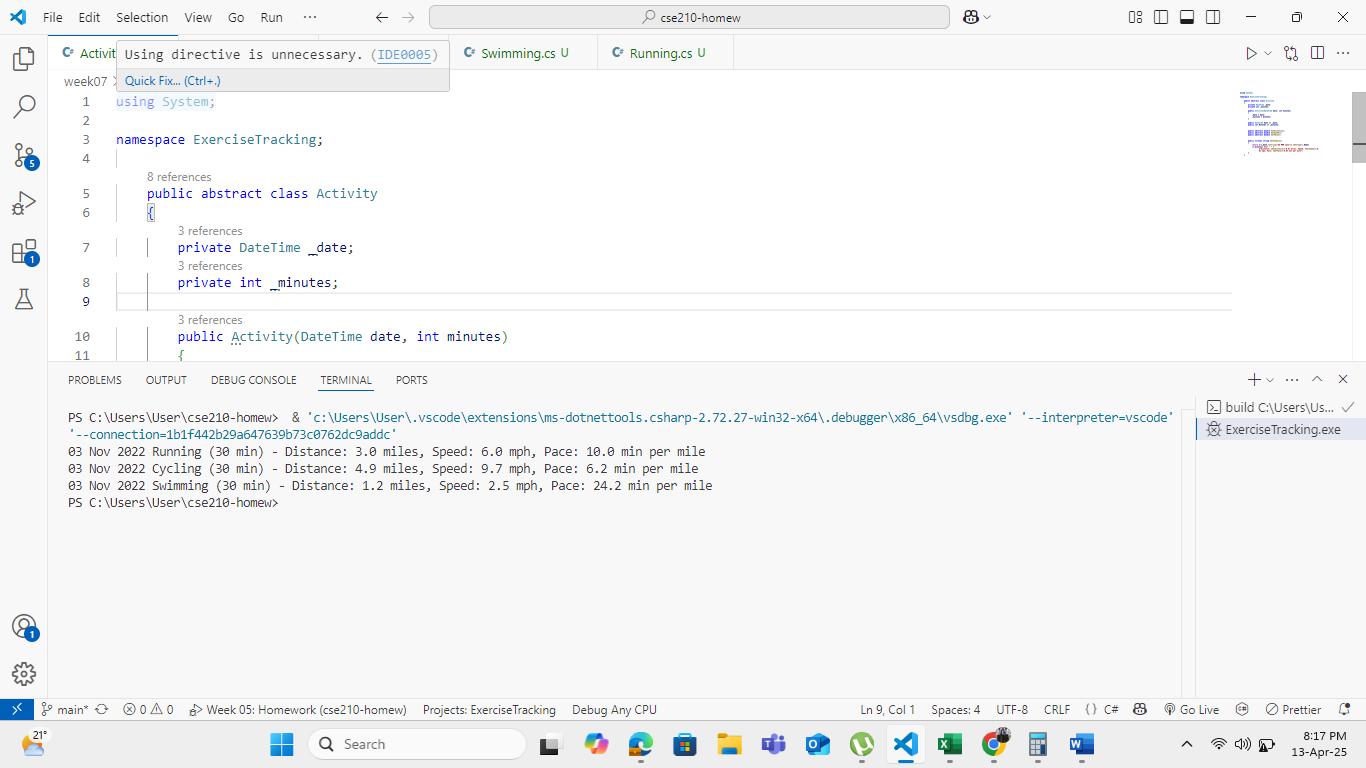 File Edit Selection View Go Run ··· cse210-homew
Activit Swimming.cs U Running.cs U
Using directive is unnecessary. (IDE0005)
Quick Fix... (Ctrl+.)
week07
1 using System;
2
3 namespace ExerciseTracking;
4
8 references
5 public abstract class Activity
6 {
3 references
7 private DateTime _date;
3 references
8 private int _minutes;
9
3 references
10 public Activity(DateTime date, int minutes)
11 {
PROBLEMS OUTPUT DEBUG CONSOLE TERMINAL PORTS
PS C:\Users\User\cse210-homew> & 'c:\Users\User\.vscode\extensions\ms-dotnettools.csharp-2.72.27-win32-x64\.debugger\x86_64\vsdbg.exe' '--interpreter=vscode'
'--connection=1b1f442b29a647639b73c0762dc9addc'
03 Nov 2022 Running (30 min) - Distance: 3.0 miles, Speed: 6.0 mph, Pace: 10.0 min per mile
03 Nov 2022 Cycling (30 min) - Distance: 4.9 miles, Speed: 9.7 mph, Pace: 6.2 min per mile
03 Nov 2022 Swimming (30 min) - Distance: 1.2 miles, Speed: 2.5 mph, Pace: 24.2 min per mile
PS C:\Users\User\cse210-homew>
build C:\Users\Us...
ExerciseTracking.exe
5
1
1
main* 0 0 Week 05: Homework (cse210-homew) Projects: ExerciseTracking Debug Any CPU Ln 9, Col 1 Spaces: 4 UTF-8 CRLF {} C# Go Live Prettier
21° Search 8:17 PM
13-Apr-25